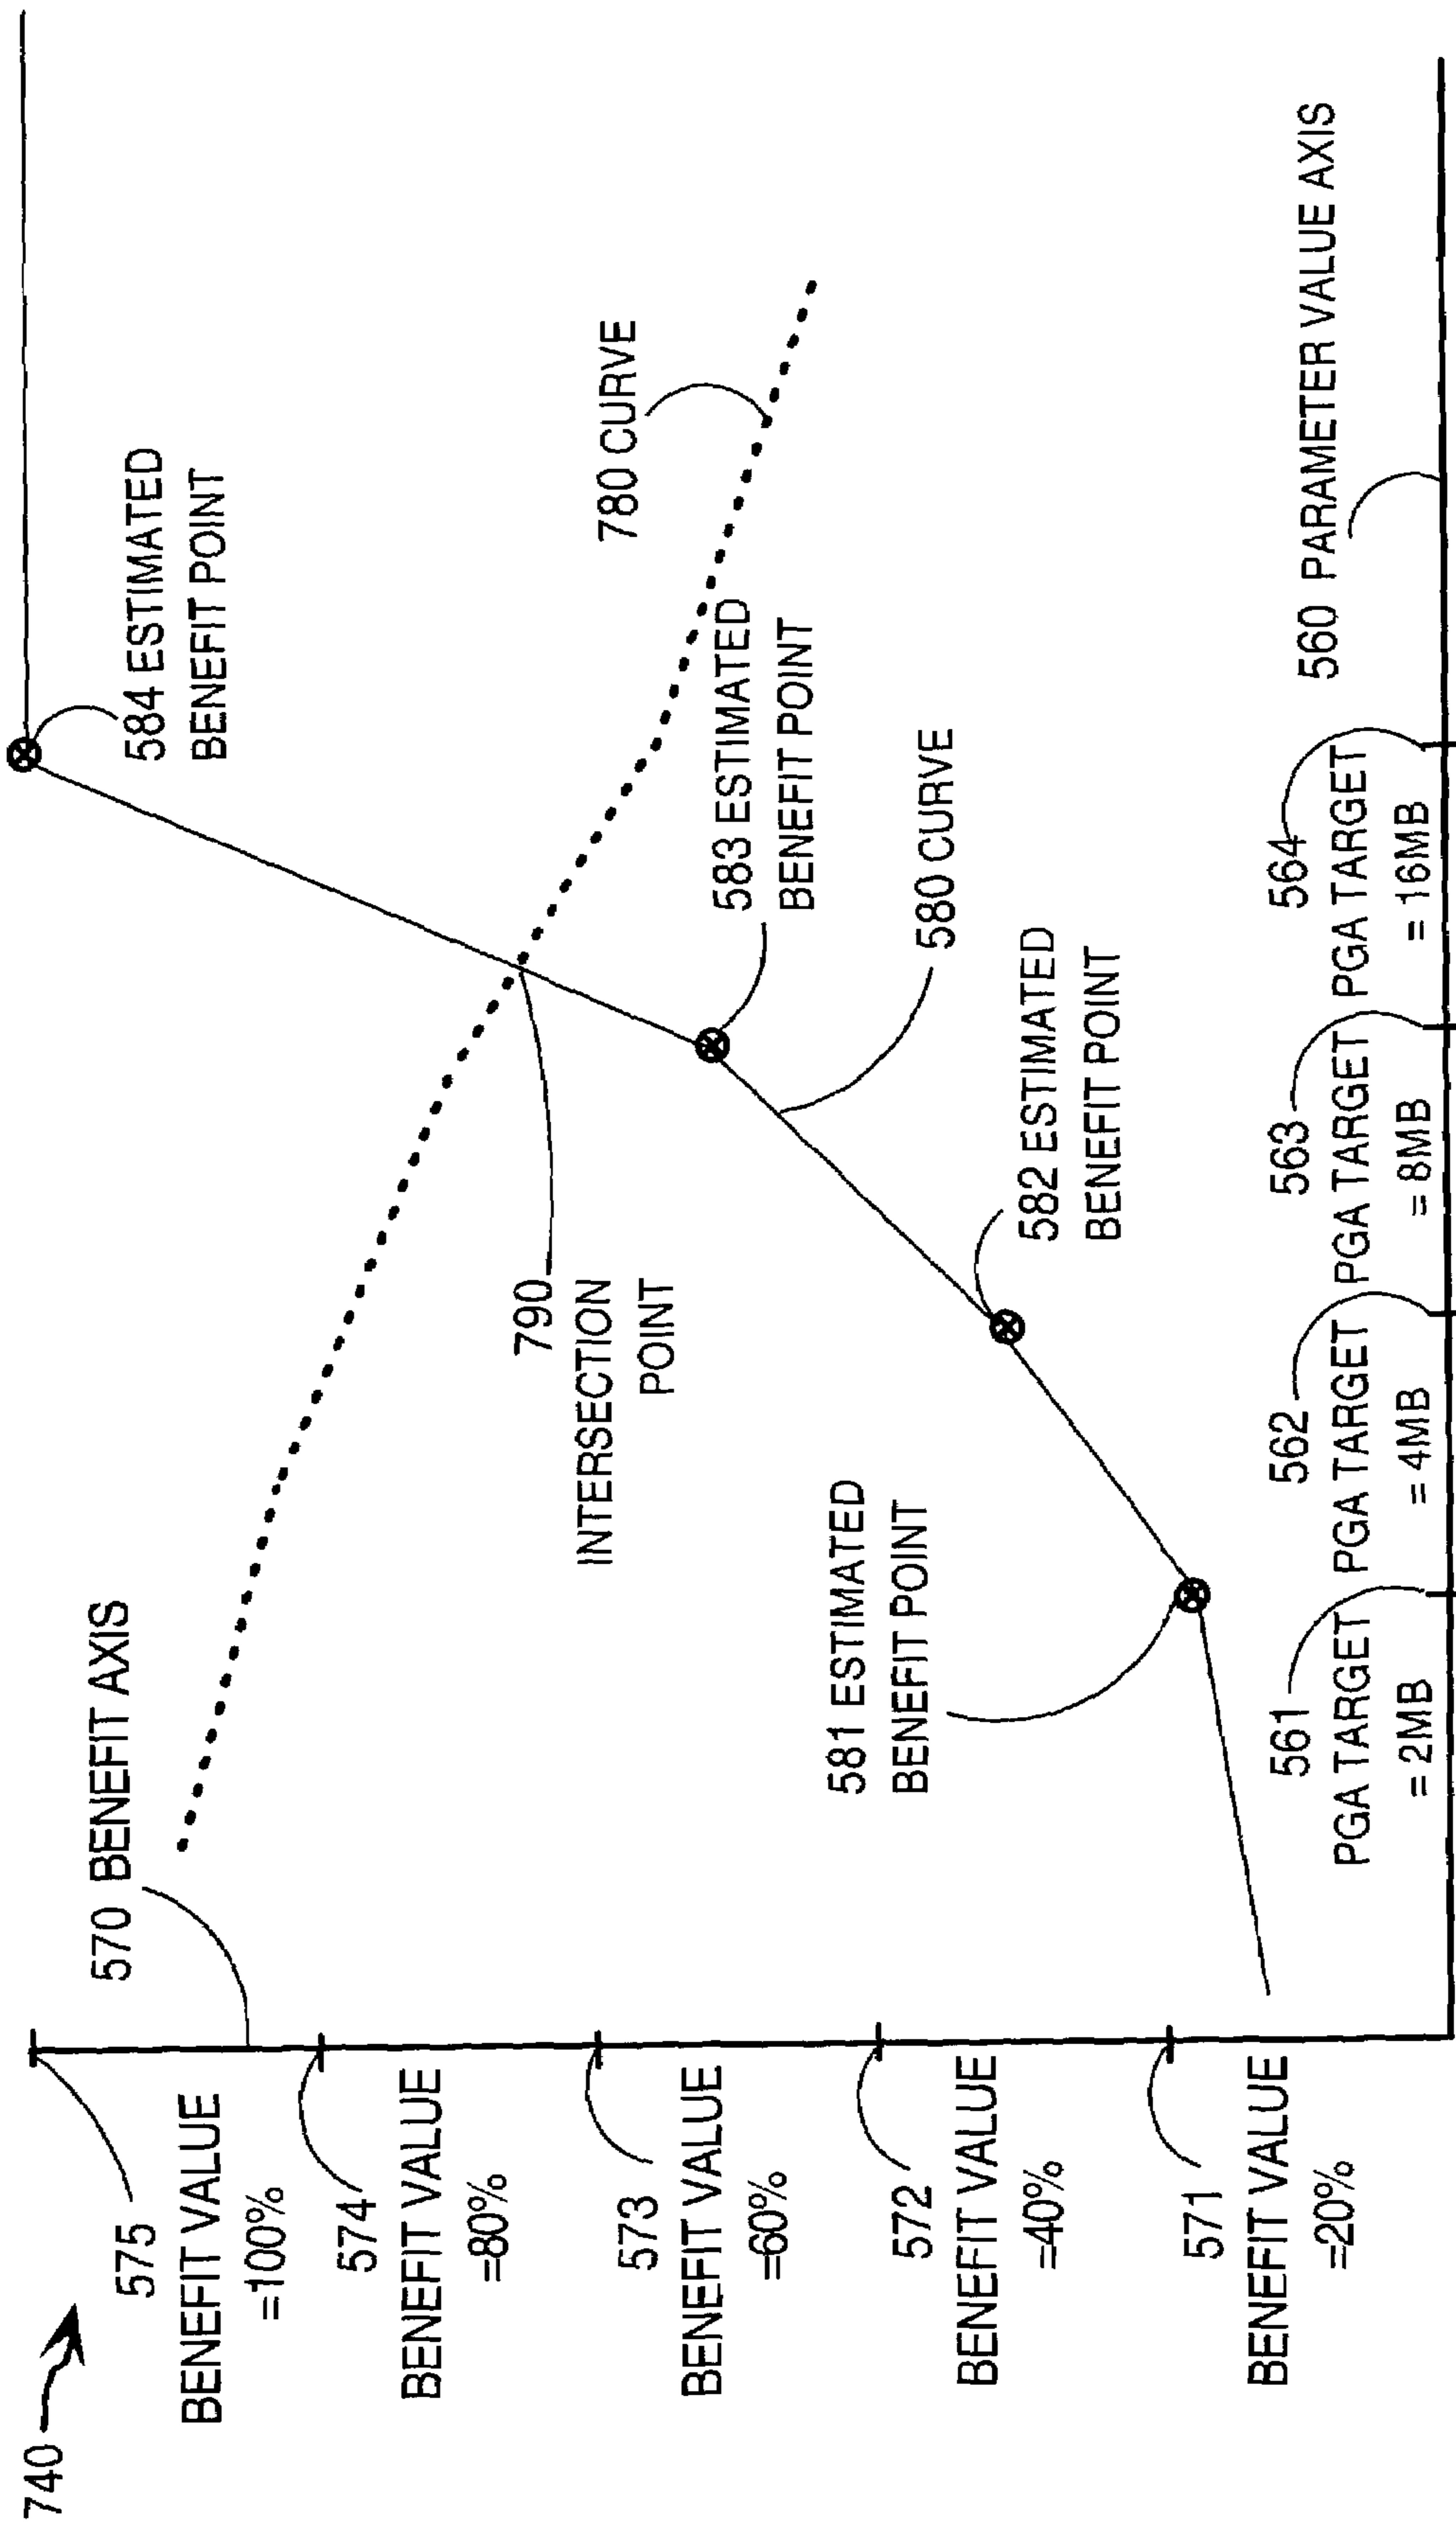 740
575
BENEFIT VALUE
=100%
574
BENEFIT VALUE
=80%
573
BENEFIT VALUE
=60%
572
BENEFIT VALUE
=40%
571
BENEFIT VALUE
=20%
570 BENEFIT AXIS
584 ESTIMATED
BENEFIT POINT
780 CURVE
790
INTERSECTION
POINT
583 ESTIMATED
BENEFIT POINT
580 CURVE
582 ESTIMATED
BENEFIT POINT
581 ESTIMATED
BENEFIT POINT
560 PARAMETER VALUE AXIS
561
PGA TARGET
= 2MB
562
PGA TARGET
= 4MB
563
PGA TARGET
= 8MB
564
PGA TARGET
= 16MB